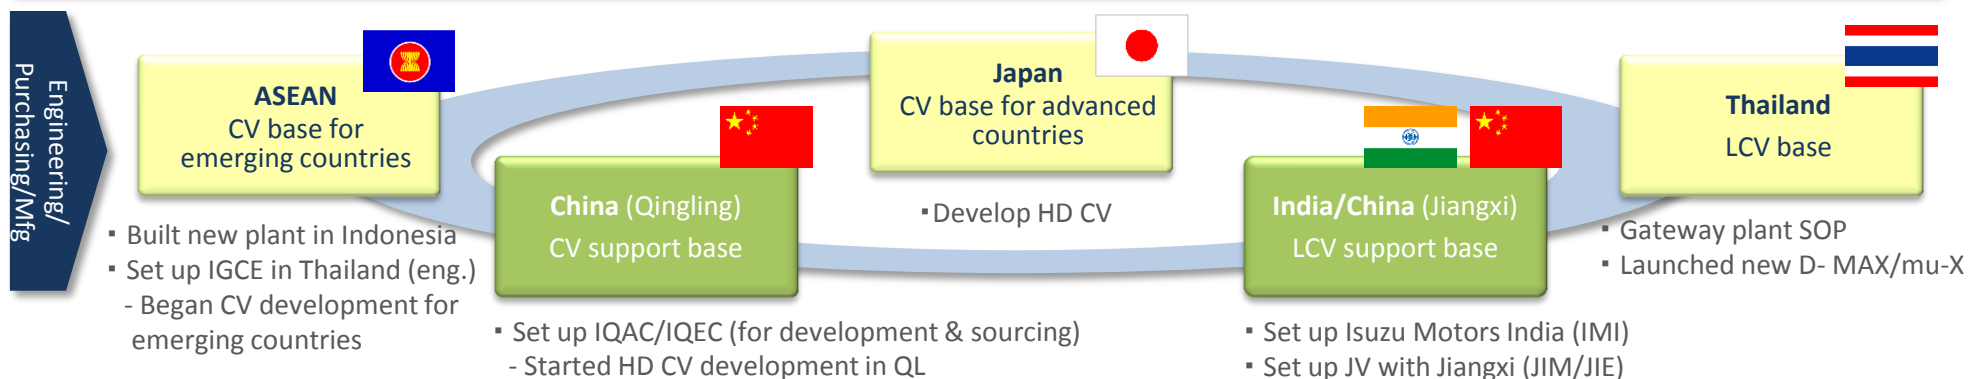 Engineering/
Purchasing/Mfg
ASEAN
CV base for
emerging countries
▪ Built new plant in Indonesia
▪ Set up IGCE in Thailand (eng.)
- Began CV development for
emerging countries
China (Qingling)
CV support base
▪ Set up IQAC/IQEC (for development & sourcing)
- Started HD CV development in QL
Japan
CV base for advanced
countries
▪Develop HD CV
India/China (Jiangxi)
LCV support base
▪ Set up Isuzu Motors India (IMI)
▪ Set up JV with Jiangxi (JIM/JIE)
Thailand
LCV base
▪ Gateway plant SOP
▪ Launched new D- MAX/mu-X